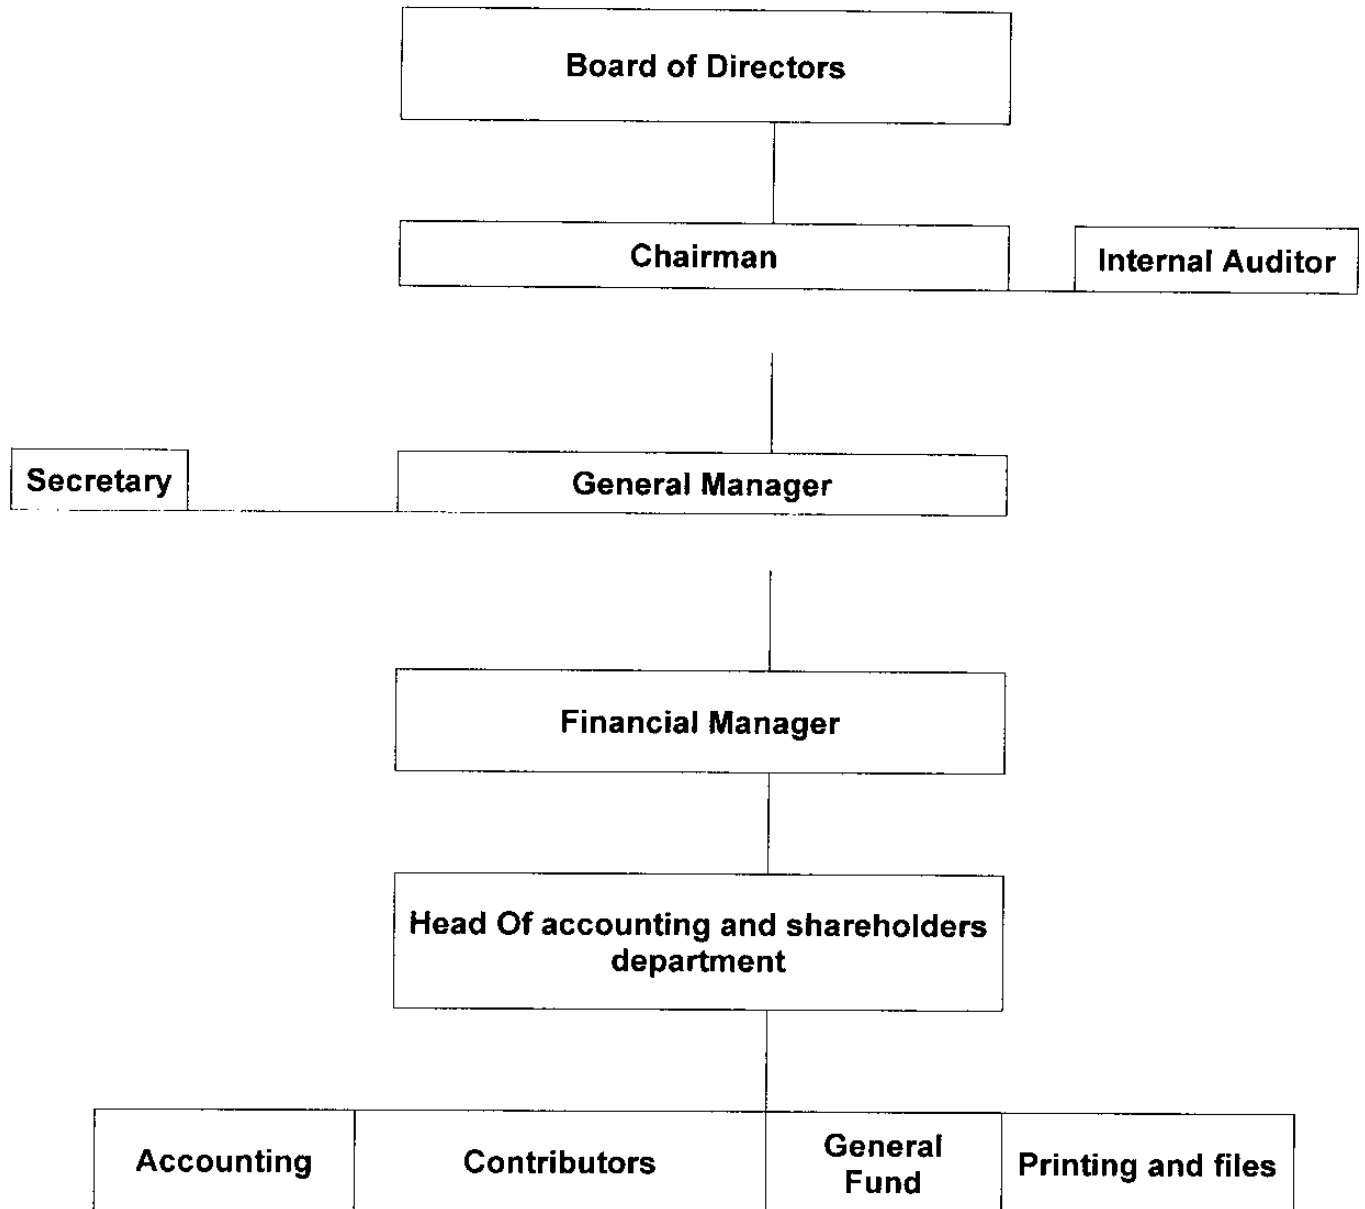 Board of Directors
Chairman
Internal Auditor
Secretary
General Manager
Financial Manager
Head Of accounting and shareholders
department
Accounting
Contributors
General
Fund
Printing and files